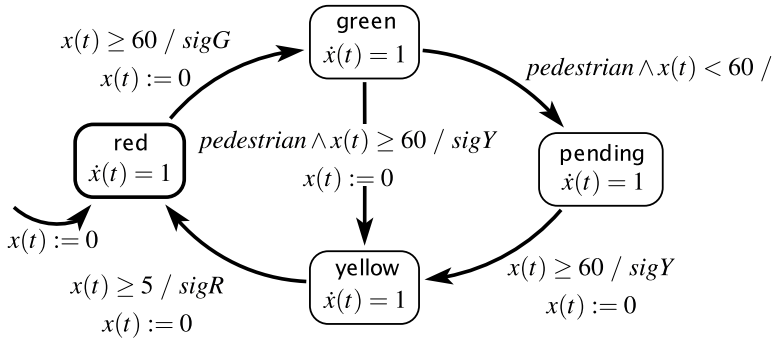 green
ẋ(t) = 1
x(t) ≥ 60 / sigG
x(t) := 0
pedestrian ∧ x(t) < 60 /
red
ẋ(t) = 1
pedestrian ∧ x(t) ≥ 60 / sigY
x(t) := 0
pending
ẋ(t) = 1
x(t) := 0
yellow
ẋ(t) = 1
x(t) ≥ 5 / sigR
x(t) := 0
x(t) ≥ 60 / sigY
x(t) := 0